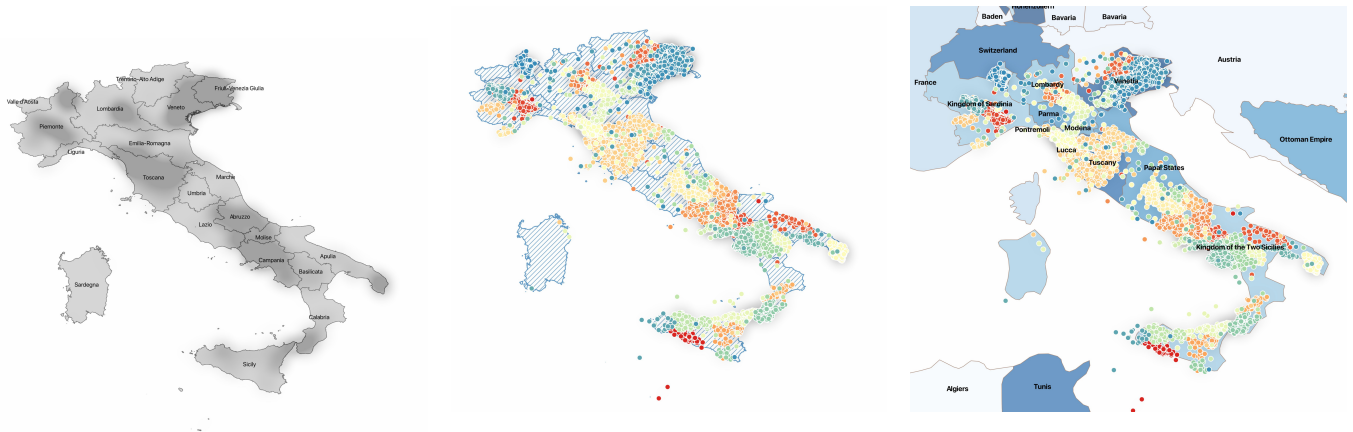 Trentino-Alto Adige
Friuli-Venezia Giulia
Valle d'Aosta
Lombardia
Veneto
Piemonte
Emilia-Romagna
Liguria
Toscana
Marche
Umbria
Abruzzo
Lazio
Molise
Campania
Apulia
Basilicata
Sardegna
Calabria
Sicily
Hohenzollern
Baden
Bavaria
Bavaria
Switzerland
Austria
France
Lombardy
Venetia
Kingdom of Sardinia
Parma
Pontremoli
Modena
Ottoman Empire
Lucca
Tuscany
Papal States
Kingdom of the Two Sicilies
Algiers
Tunis